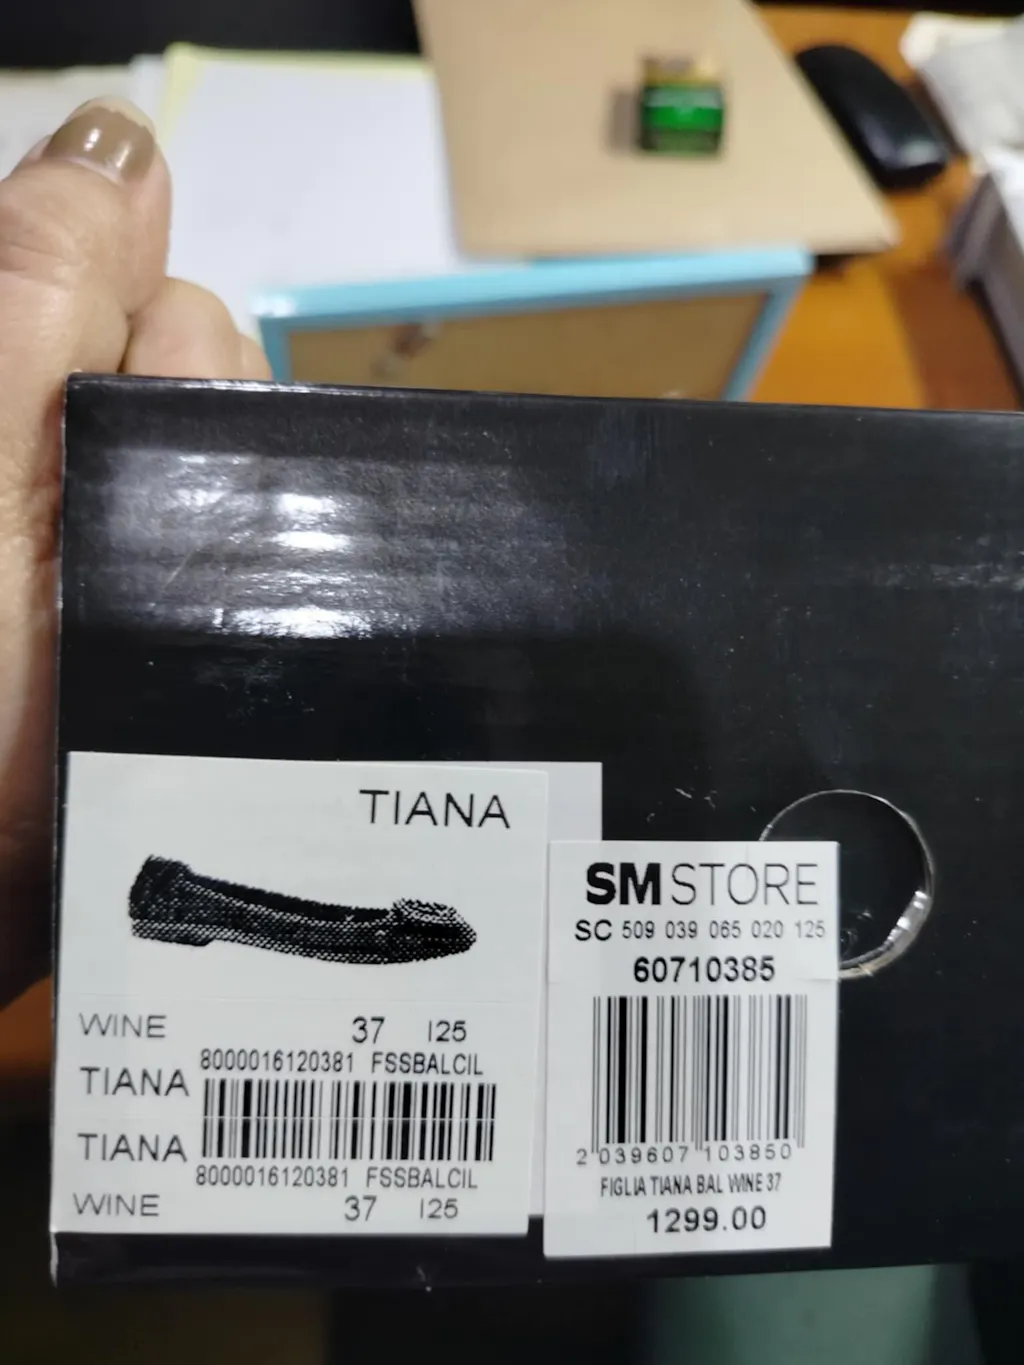 TIANA
WINE 37 125
8000016120381 FSSBALCIL
TIANA
TIANA
8000016120381 FSSBALCIL
WINE 37 125
SM STORE
SC 509 039 065 020 125
60710385
2 039607 103850
FIGLIA TIANA BAL WINE 37
1299.00